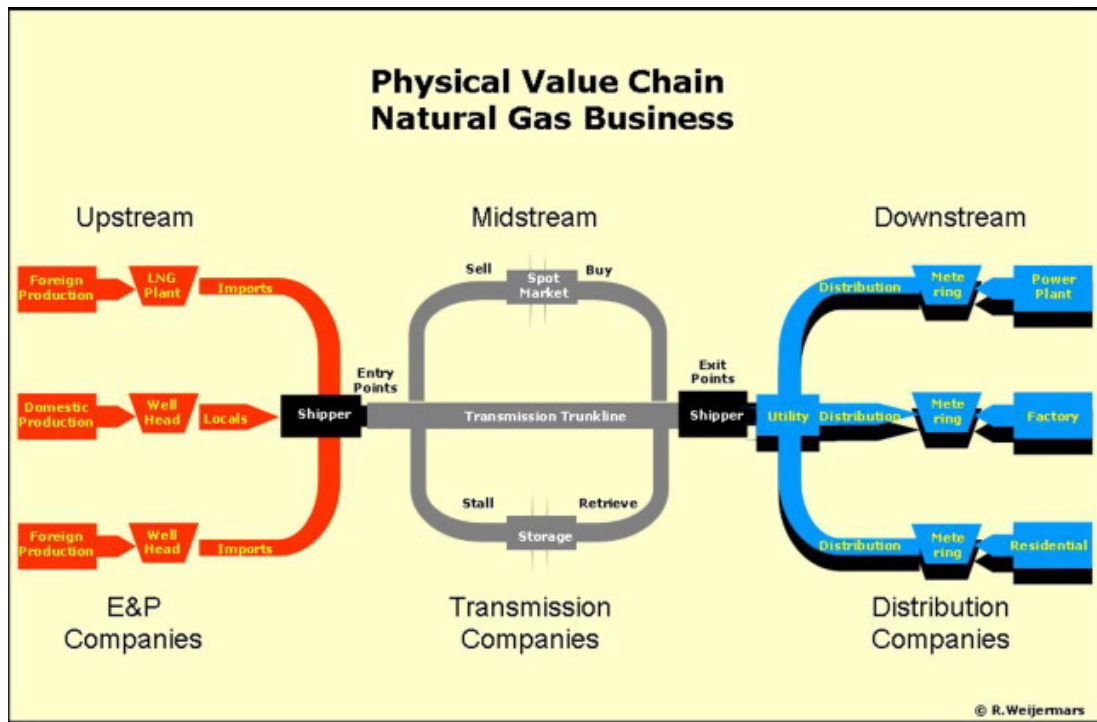 Physical Value Chain
Natural Gas Business
Upstream
Midstream
Downstream
Foreign
Production
LNG
Plant
Imports
Sell
Spot
Market
Buy
Distribution
Mete
ring
Power
Plant
Domestic
Production
Well
Head
Locals
Shipper
Entry
Points
Transmission Trunkline
Exit
Points
Shipper
Utility
Distribution
Mete
ring
Factory
Foreign
Production
Well
Head
Imports
Stall
Storage
Retrieve
Distribution
Mete
ring
Residential
E&P
Companies
Transmission
Companies
Distribution
Companies
© R.Weijermars